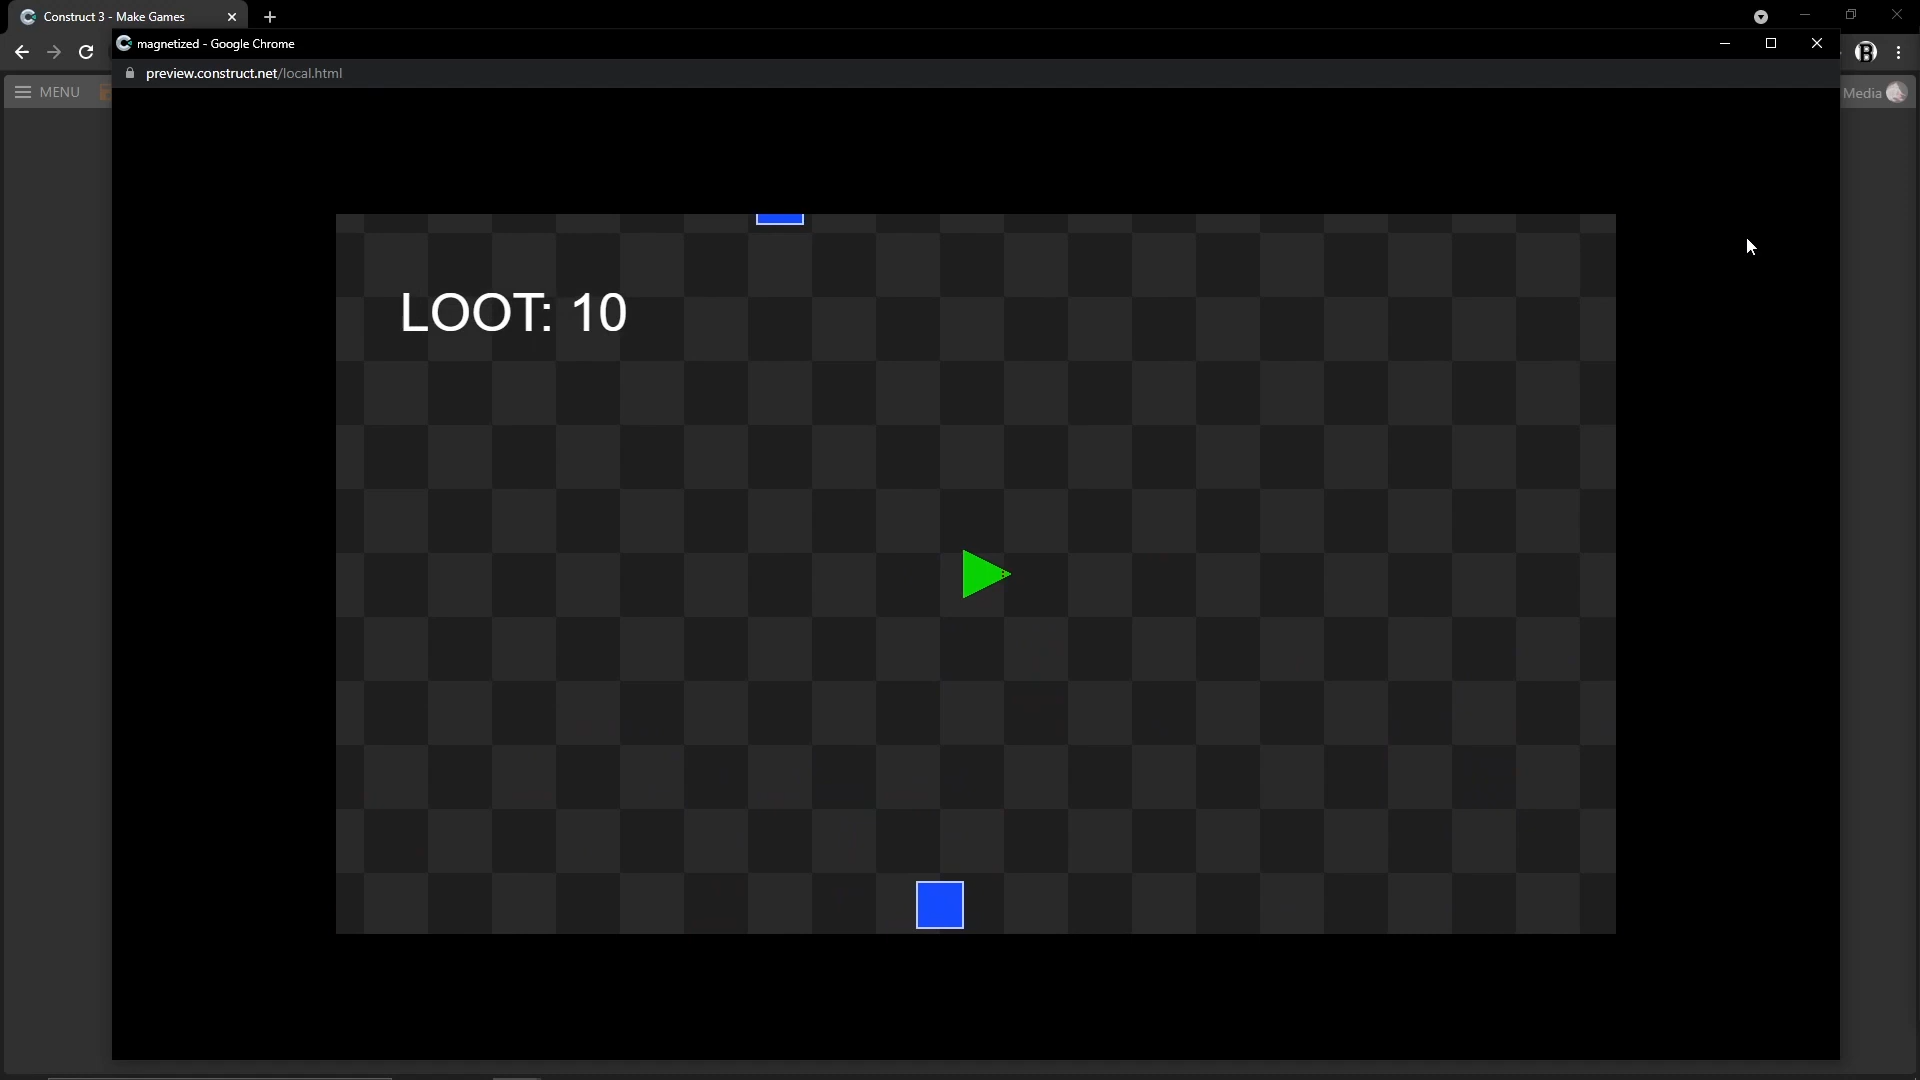 Construct 3 - Make Games
magnetized - Google Chrome
preview.construct.net/local.html
MENU
Media
LOOT: 10